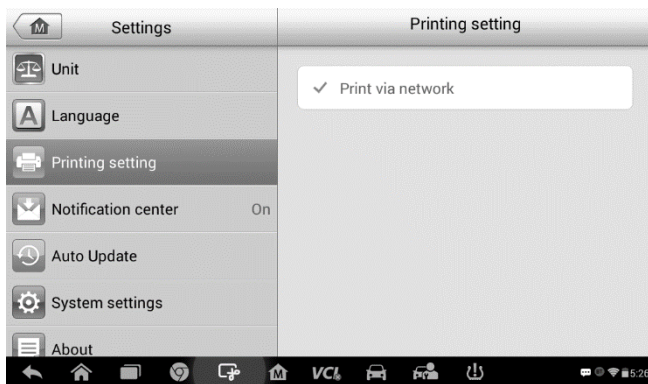 M
Settings
Printing setting
Unit
✓ Print via network
A Language
Printing setting
Notification center On
Auto Update
System settings
About
M VCI 5:26